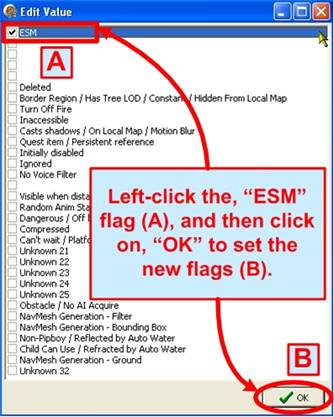 Edit Value
ESM
A
Deleted
Border Region / Has Tree LOD / Constant / Hidden From Local Map
Turn Off Fire
Inaccessible
Casts shadows / On Local Map / Motion Blur
Quest item / Persistent reference
Initially disabled
Ignored
No Voice Filter
Visible when dista
Random Anim Sta
Dangerous / Off l
Compressed
Can't wait / Platfo
Unknown 21
Unknown 22
Unknown 23
Unknown 24
Unknown 25
Obstacle / No AI Acquire
NavMesh Generation - Filter
NavMesh Generation - Bounding Box
Non-Pipboy / Reflected by Auto Water
Child Can Use / Refracted by Auto Water
NavMesh Generation - Ground
Unknown 32
Left-click the, “ESM”
flag (A), and then click
on, “OK” to set the
new flags (B).
B
OK